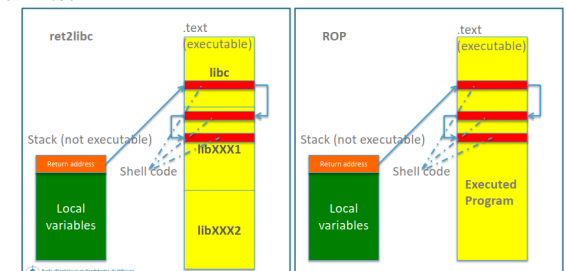 ret2libc
.text
(executable)
libc
Stack (not executable)
Return address
Shell code
libXXX1
Local
variables
libXXX2
ROP
.text
(executable)
Stack (not executable)
Return address
Shell code
Local
variables
Executed
Program